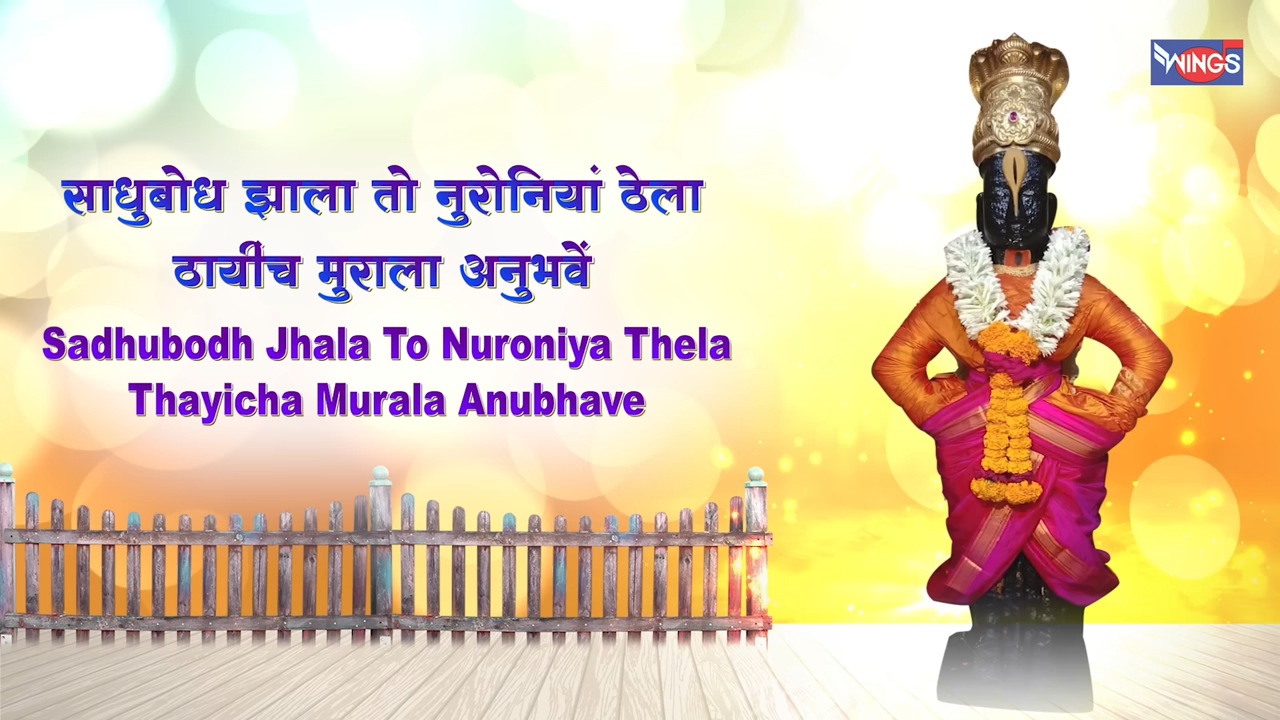 साधुबोध झाला तो नुरोनियां ठेला
ठायींच मुराला अनुभवें
Sadhubodh Jhala To Nuroniya Thela
Thayicha Murala Anubhave
WINGS